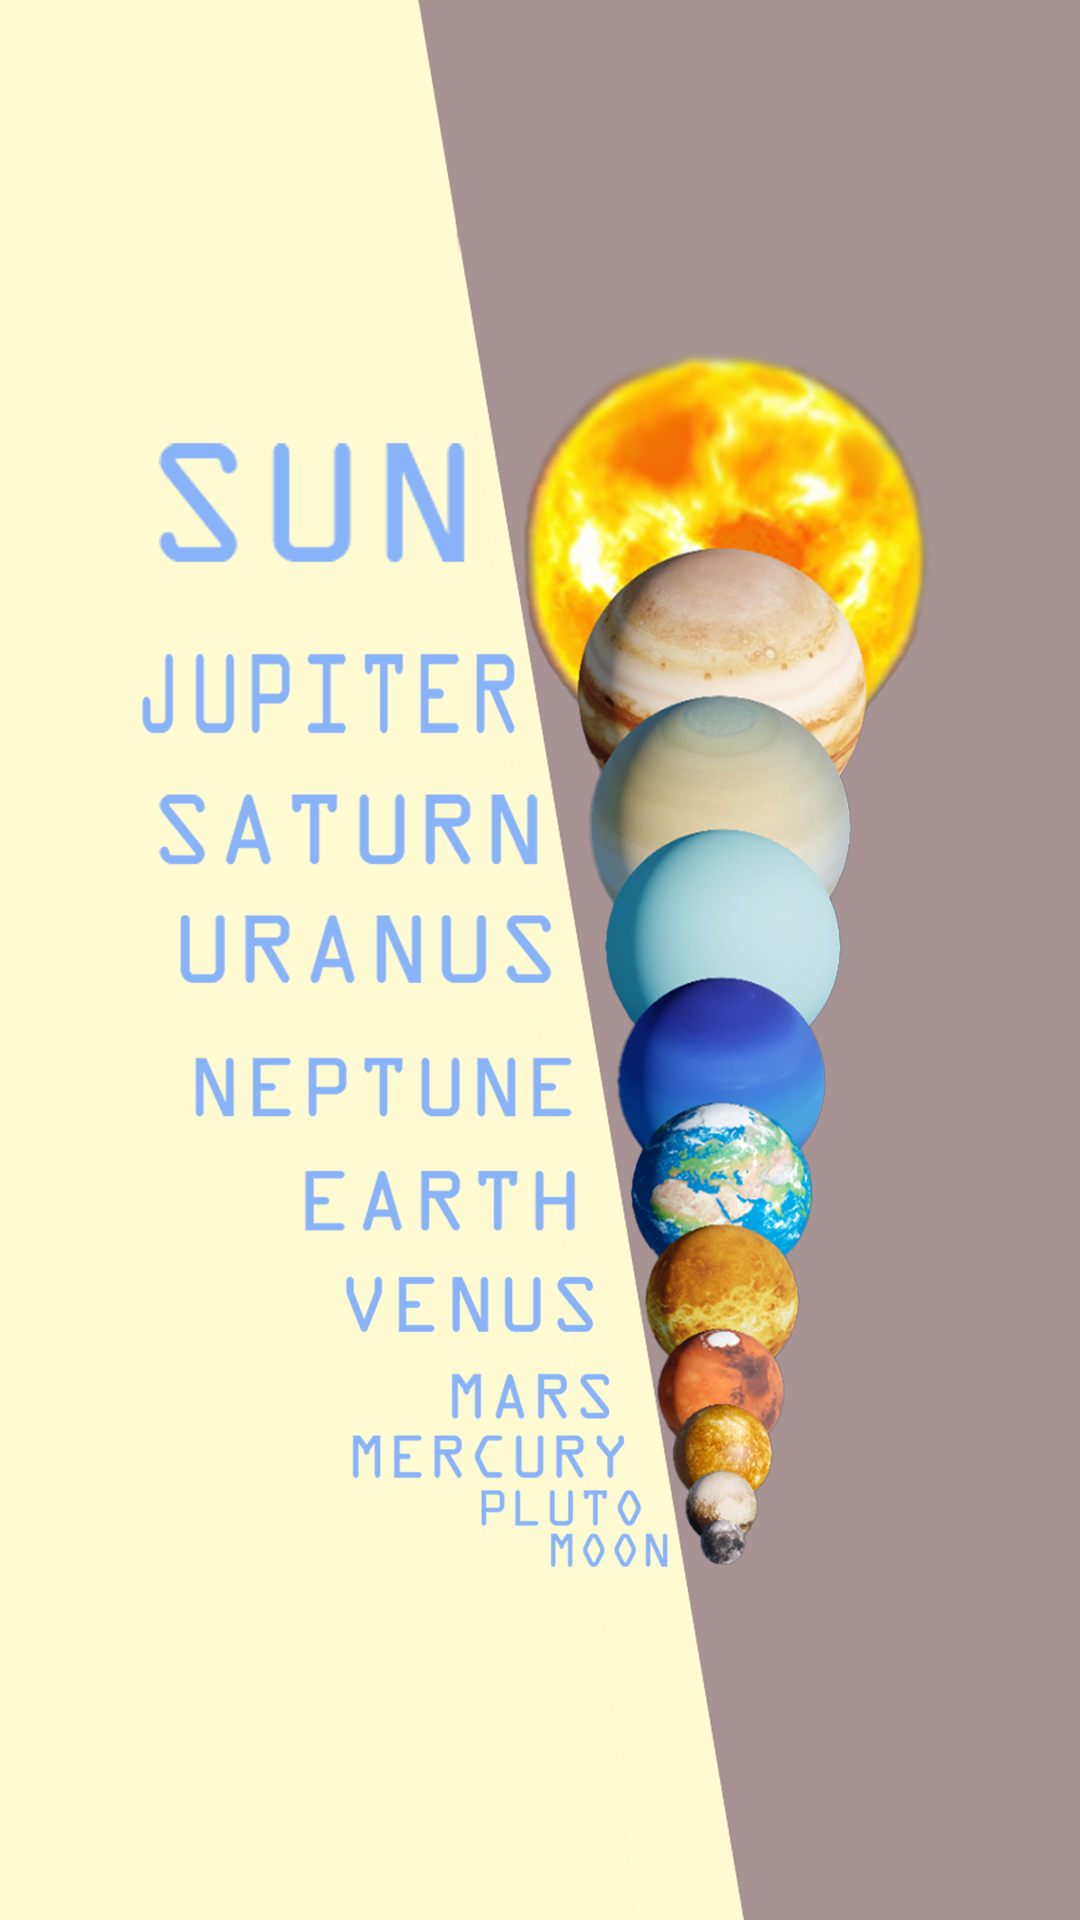 SUN
JUPITER
SATURN
URANUS
NEPTUNE
EARTH
VENUS
MARS
MERCURY
PLUTO
MOON